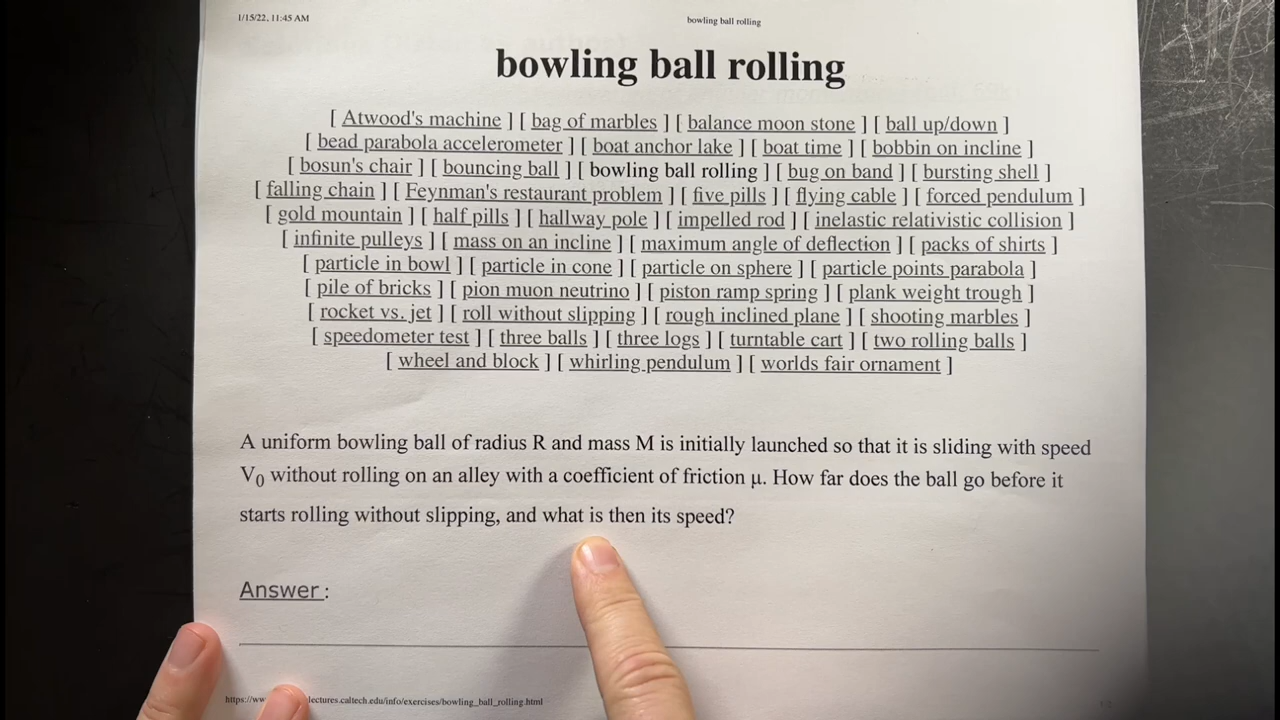 1/15/22, 11:45 AM
bowling ball rolling
bowling ball rolling
[ Atwood's machine ] [ bag of marbles ] [ balance moon stone ] [ ball up/down ]
[ bead parabola accelerometer ] [ boat anchor lake ] [ boat time ] [ bobbin on incline ]
[ bosun's chair ] [ bouncing ball ] [ bowling ball rolling ] [ bug on band ] [ bursting shell ]
[ falling chain ] [ Feynman's restaurant problem ] [ five pills ] [ flying cable ] [ forced pendulum ]
[ gold mountain ] [ half pills ] [ hallway pole ] [ impelled rod ] [ inelastic relativistic collision ]
[ infinite pulleys ] [ mass on an incline ] [ maximum angle of deflection ] [ packs of shirts ]
[ particle in bowl ] [ particle in cone ] [ particle on sphere ] [ particle points parabola ]
[ pile of bricks ] [ pion muon neutrino ] [ piston ramp spring ] [ plank weight trough ]
[ rocket vs. jet ] [ roll without slipping ] [ rough inclined plane ] [ shooting marbles ]
[ speedometer test ] [ three balls ] [ three logs ] [ turntable cart ] [ two rolling balls ]
[ wheel and block ] [ whirling pendulum ] [ worlds fair ornament ]
A uniform bowling ball of radius R and mass M is initially launched so that it is sliding with speed
V0 without rolling on an alley with a coefficient of friction μ. How far does the ball go before it
starts rolling without slipping, and what is then its speed?
Answer :
https://ww lectures.caltech.edu/info/exercises/bowling_ball_rolling.html